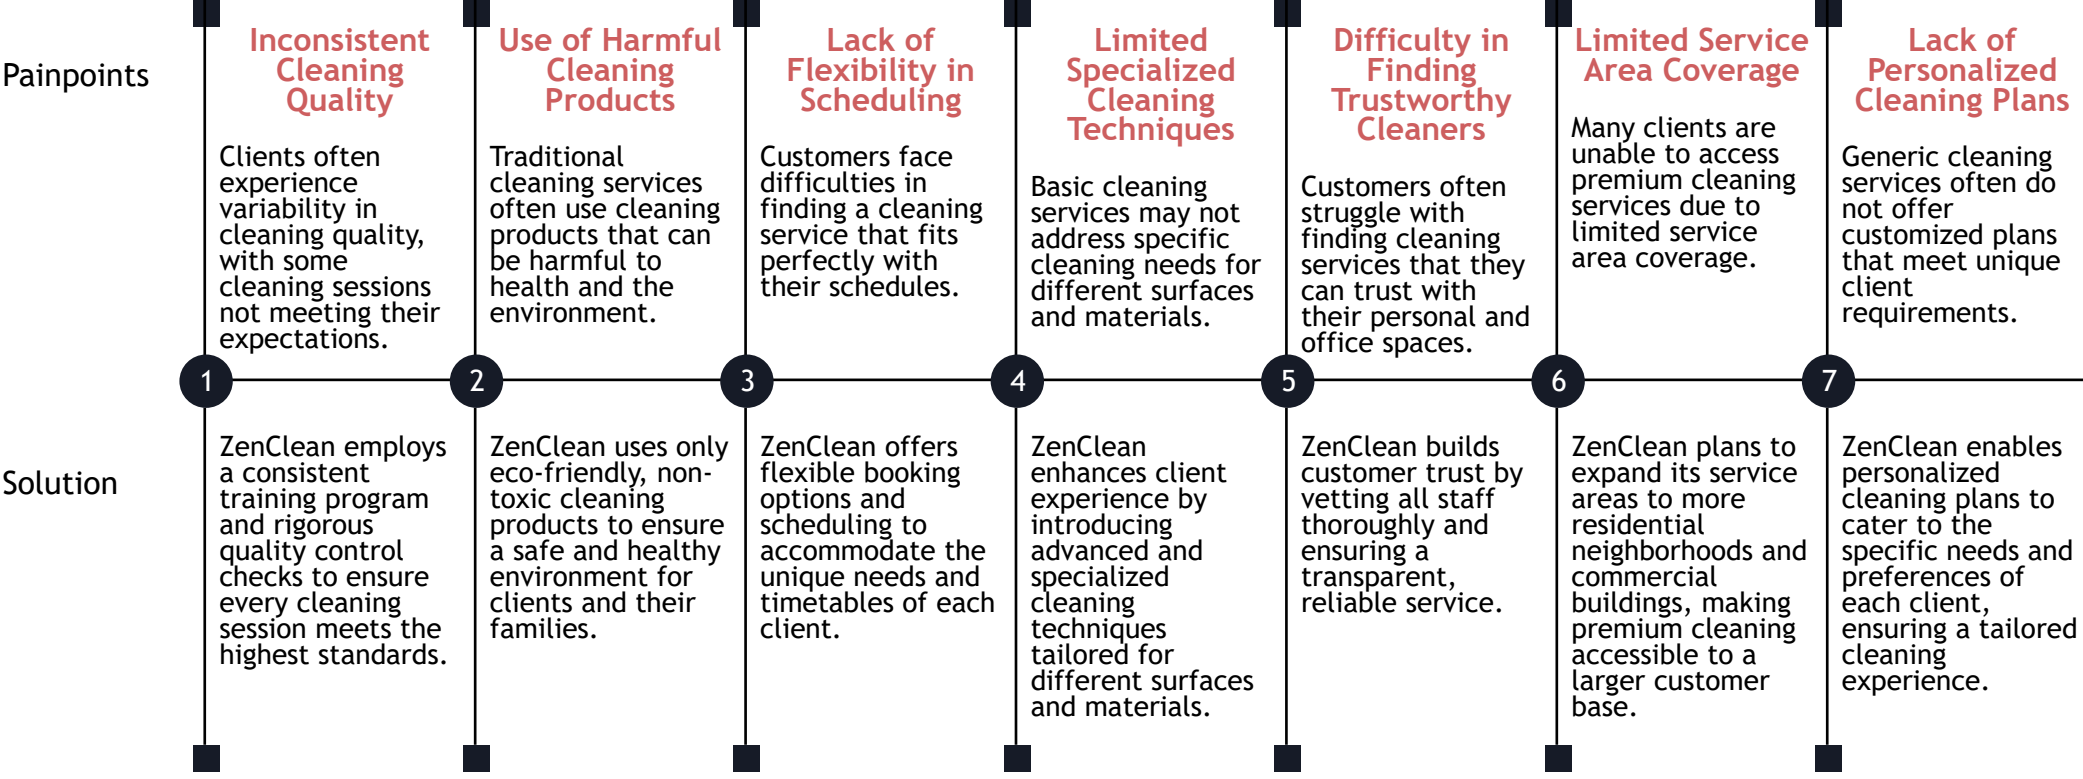 Painpoints
Inconsistent
Cleaning
Quality
Clients often
experience
variability in
cleaning quality,
with some
cleaning sessions
not meeting their
expectations.
Use of Harmful
Cleaning
Products
Traditional
cleaning services
often use cleaning
products that can
be harmful to
health and the
environment.
Lack of
Flexibility in
Scheduling
Customers face
difficulties in
finding a cleaning
service that fits
perfectly with
their schedules.
Limited
Specialized
Cleaning
Techniques
Basic cleaning
services may not
address specific
cleaning needs for
different surfaces
and materials.
Difficulty in
Finding
Trustworthy
Cleaners
Customers often
struggle with
finding cleaning
services that they
can trust with
their personal and
office spaces.
Limited Service
Area Coverage
Many clients are
unable to access
premium cleaning
services due to
limited service
area coverage.
Lack of
Personalized
Cleaning Plans
Generic cleaning
services often do
not offer
customized plans
that meet unique
client
requirements.
1
2
3
4
5
6
7
Solution
ZenClean employs
a consistent
training program
and rigorous
quality control
checks to ensure
every cleaning
session meets the
highest standards.
ZenClean uses only
eco-friendly, non-
toxic cleaning
products to ensure
a safe and healthy
environment for
clients and their
families.
ZenClean offers
flexible booking
options and
scheduling to
accommodate the
unique needs and
timetables of each
client.
ZenClean
enhances client
experience by
introducing
advanced and
specialized
cleaning
techniques
tailored for
different surfaces
and materials.
ZenClean builds
customer trust by
vetting all staff
thoroughly and
ensuring a
transparent,
reliable service.
ZenClean plans to
expand its service
areas to more
residential
neighborhoods and
commercial
buildings, making
premium cleaning
accessible to a
larger customer
base.
ZenClean enables
personalized
cleaning plans to
cater to the
specific needs and
preferences of
each client,
ensuring a tailored
cleaning
experience.